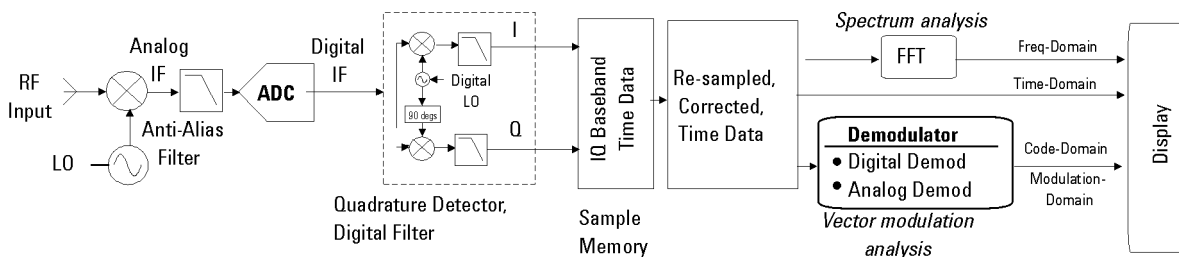 RF
Input
LO
Analog
IF
Anti-Alias
Filter
ADC
Digital
IF
I
Digital
LO
90 degs
Q
Quadrature Detector,
Digital Filter
IQ Baseband
Time Data
Sample
Memory
Re-sampled,
Corrected,
Time Data
Spectrum analysis
FFT
Freq-Domain
Time-Domain
Demodulator
• Digital Demod
• Analog Demod
Code-Domain
Modulation-
Domain
Vector modulation
analysis
Display